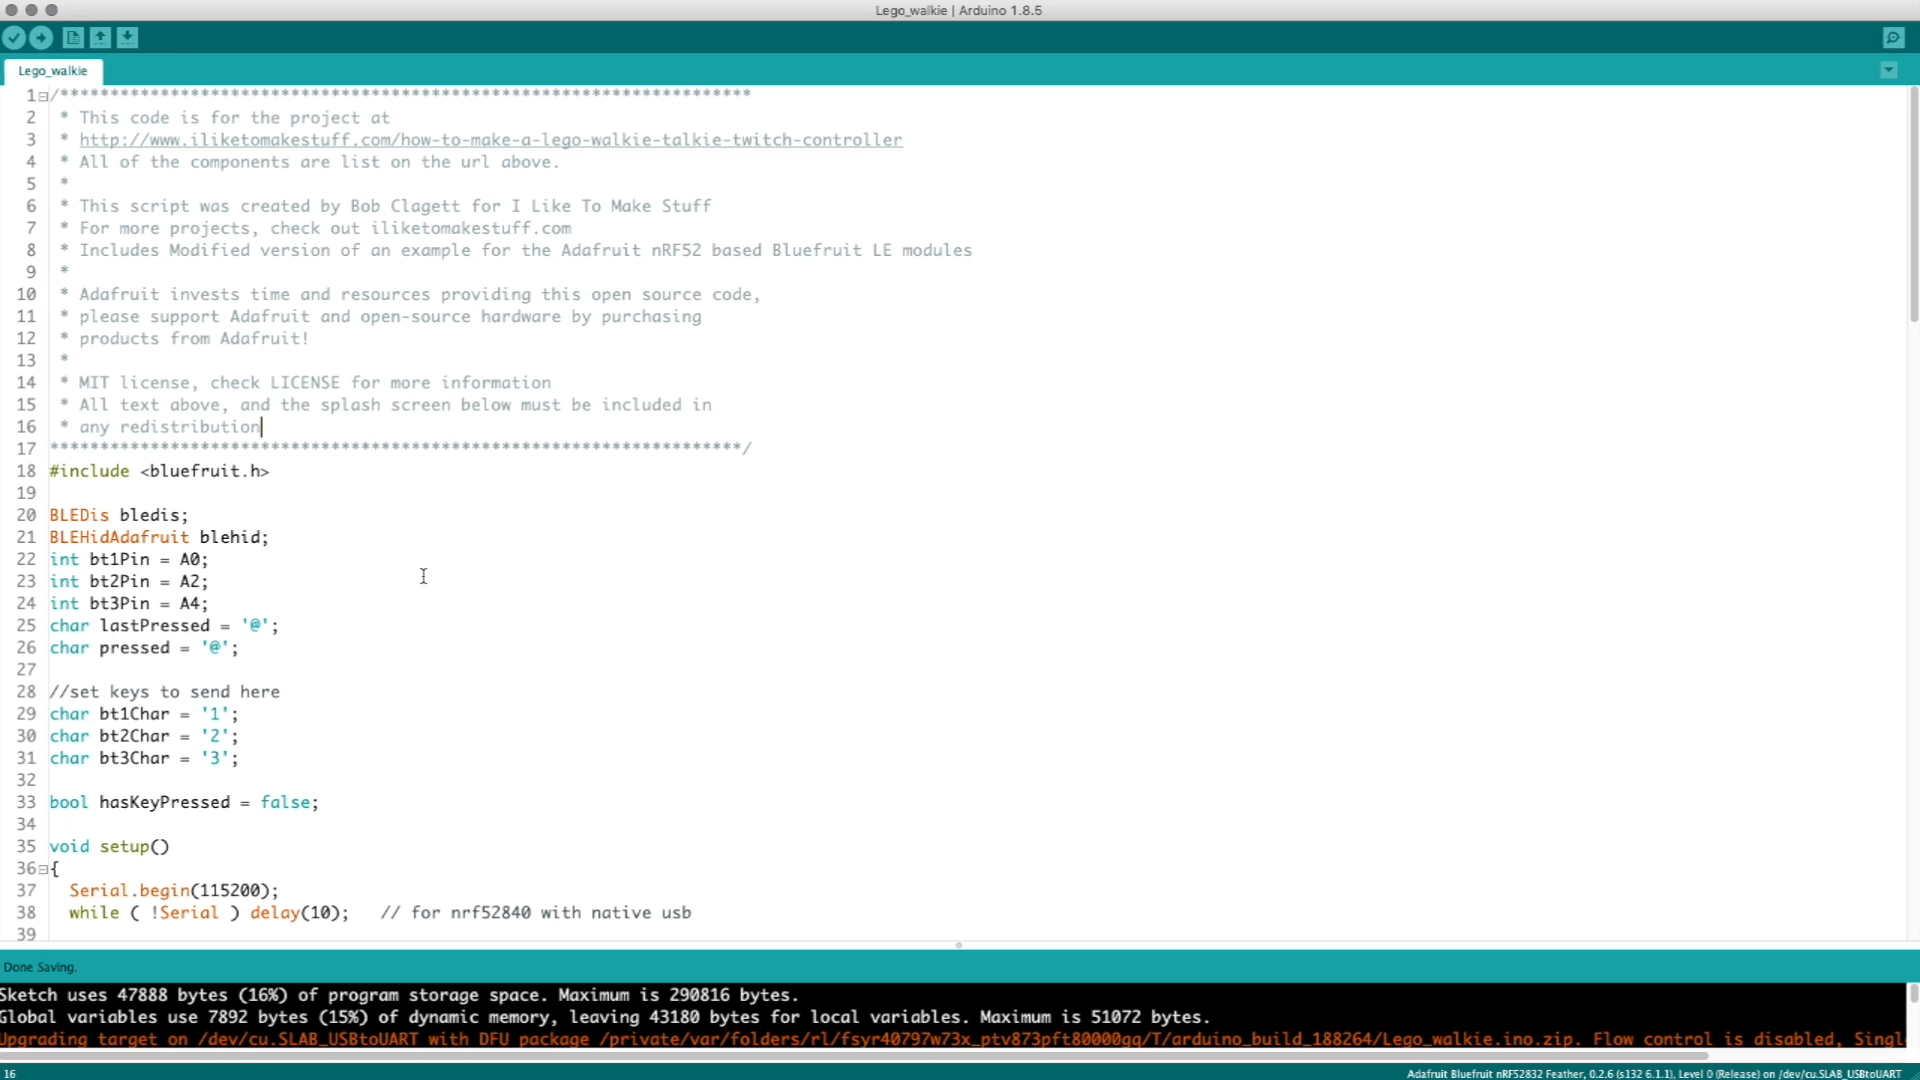 Lego_walkie | Arduino 1.8.5
Lego_walkie
1 /*********************************************************************
2 * This code is for the project at
3 * http://www.iliketomakestuff.com/how-to-make-a-lego-walkie-talkie-twitch-controller
4 * All of the components are list on the url above.
5 *
6 * This script was created by Bob Clagett for I Like To Make Stuff
7 * For more projects, check out iliketomakestuff.com
8 * Includes Modified version of an example for the Adafruit nRF52 based Bluefruit LE modules
9 *
10 * Adafruit invests time and resources providing this open source code,
11 * please support Adafruit and open-source hardware by purchasing
12 * products from Adafruit!
13 *
14 * MIT license, check LICENSE for more information
15 * All text above, and the splash screen below must be included in
16 * any redistribution
17 *********************************************************************/
18 #include <bluefruit.h>
19
20 BLEDis bledis;
21 BLEHidAdafruit blehid;
22 int bt1Pin = A0;
23 int bt2Pin = A2;
24 int bt3Pin = A4;
25 char lastPressed = '@';
26 char pressed = '@';
27
28 //set keys to send here
29 char bt1Char = '1';
30 char bt2Char = '2';
31 char bt3Char = '3';
32
33 bool hasKeyPressed = false;
34
35 void setup()
36 {
37 Serial.begin(115200);
38 while ( !Serial ) delay(10); // for nrf52840 with native usb
39
Done Saving.
Sketch uses 47888 bytes (16%) of program storage space. Maximum is 290816 bytes.
Global variables use 7892 bytes (15%) of dynamic memory, leaving 43180 bytes for local variables. Maximum is 51072 bytes.
Upgrading target on /dev/cu.SLAB_USBtoUART with DFU package /private/var/folders/rl/fsyr40797w73x_ptv873pft80000gq/T/arduino_build_188264/Lego_walkie.ino.zip. Flow control is disabled, Singl
16 Adafruit Bluefruit nRF52832 Feather, 0.2.6 (s132 6.1.1), Level 0 (Release) on /dev/cu.SLAB_USBtoUART